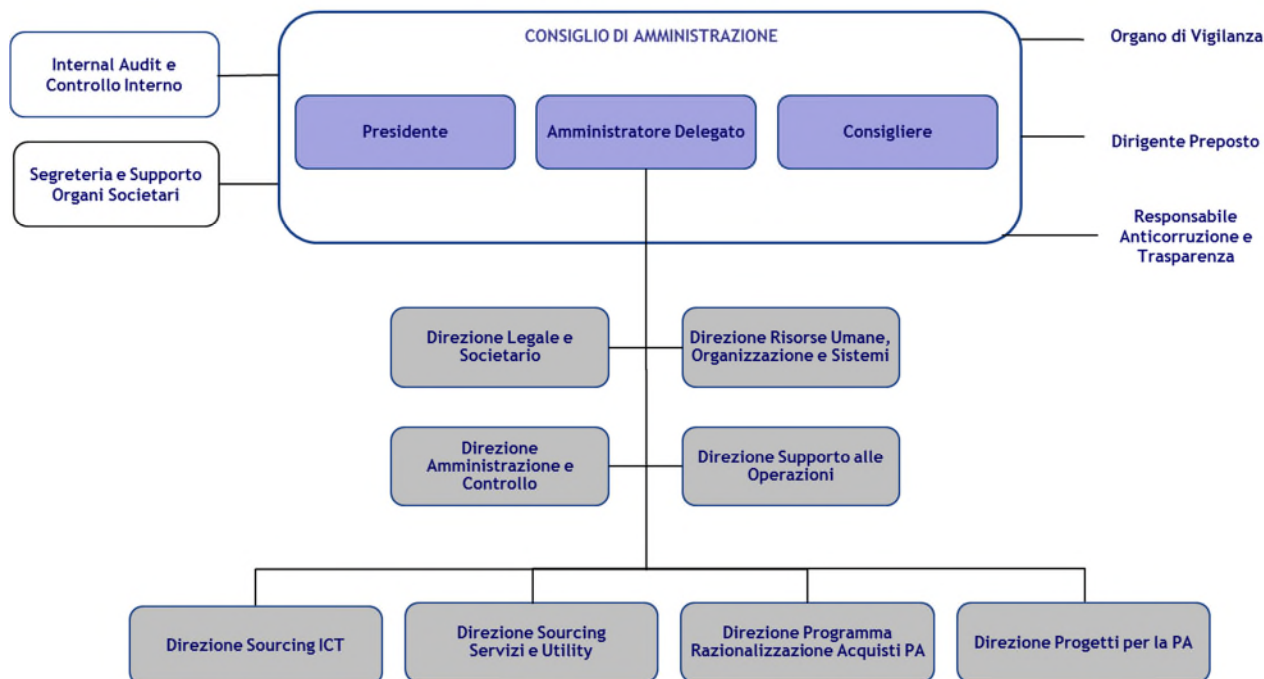 CONSIGLIO DI AMMINISTRAZIONE
Internal Audit e
Controllo Interno
Segreteria e Supporto
Organi Societari
Presidente
Amministratore Delegato
Consigliere
Organo di Vigilanza
Dirigente Preposto
Responsabile
Anticorruzione e
Trasparenza
Direzione Legale e
Societario
Direzione Risorse Umane,
Organizzazione e Sistemi
Direzione
Amministrazione e
Controllo
Direzione Supporto alle
Operazioni
Direzione Sourcing ICT
Direzione Sourcing
Servizi e Utility
Direzione Programma
Razionalizzazione Acquisti PA
Direzione Progetti per la PA